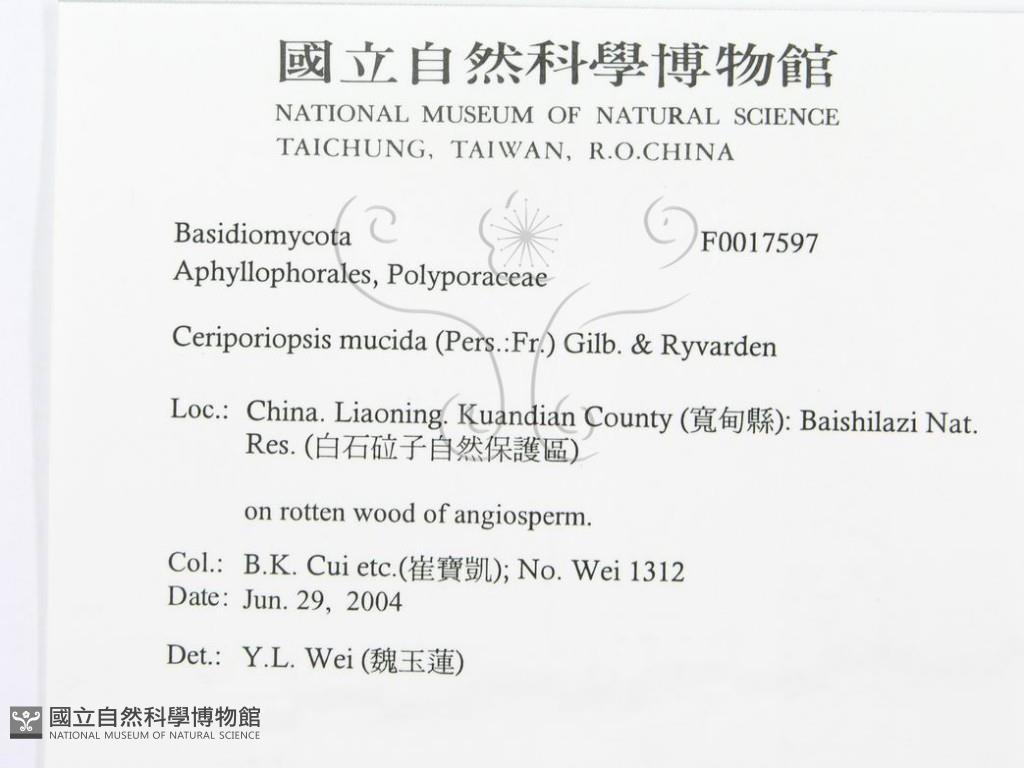 國立自然科學博物館
NATIONAL MUSEUM OF NATURAL SCIENCE
TAICHUNG, TAIWAN, R.O.CHINA
Basidiomycota F0017597
Aphyllophorales, Polyporaceae
Ceriporiopsis mucida (Pers.:Fr.) Gilb. & Ryvarden
Loc.: China. Liaoning. Kuandian County (寬甸縣): Baishilazi Nat.
Res. (白石砬子自然保護區)
on rotten wood of angiosperm.
Col.: B.K. Cui etc.(崔寶凱); No. Wei 1312
Date: Jun. 29, 2004
Det.: Y.L. Wei (魏玉蓮)
國立自然科學博物館
NATIONAL MUSEUM OF NATURAL SCIENCE